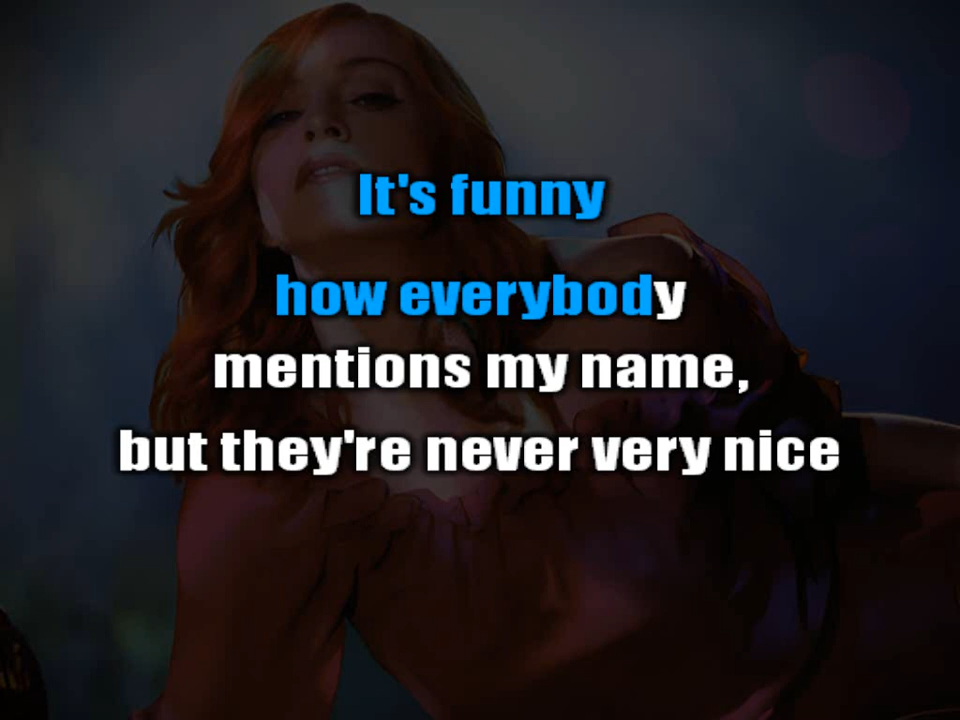 It's funny
how everybody
mentions my name,
but they're never very nice